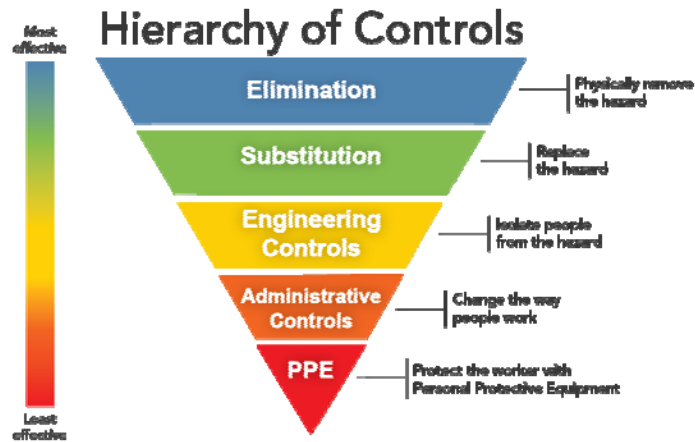 Hierarchy of Controls
Most
effective
Elimination
Physically remove
the hazard
Substitution
Replace
the hazard
Engineering
Controls
Isolate people
from the hazard
Administrative
Controls
Change the way
people work
PPE
Protect the worker with
Personal Protective Equipment
Least
effective